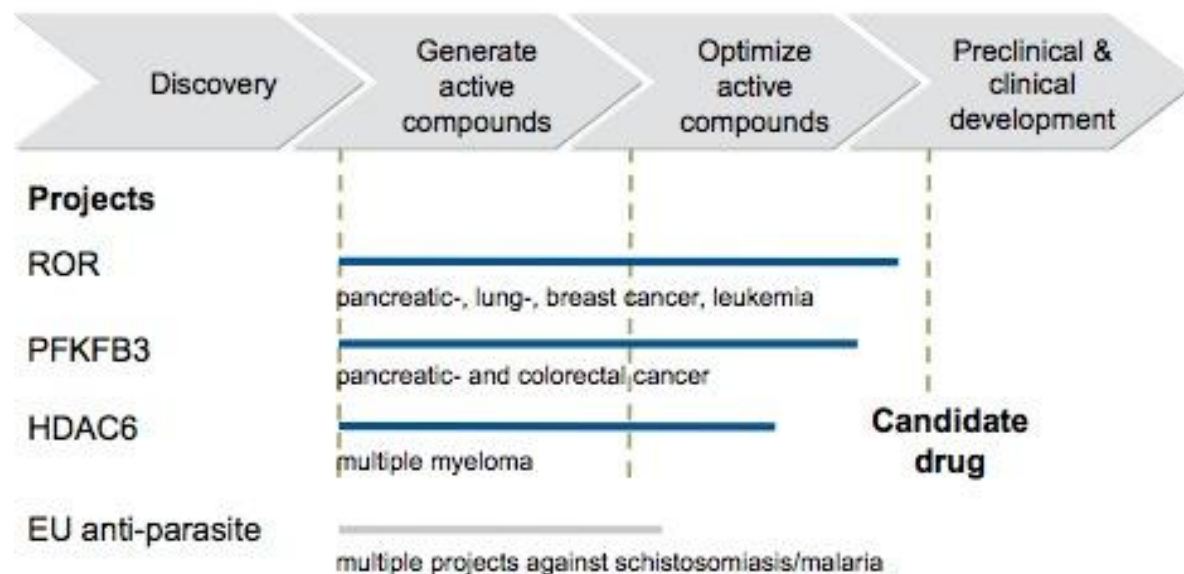 Discovery
Generate
active
compounds
Optimize
active
compounds
Preclinical &
clinical
development
Projects
ROR
pancreatic-, lung-, breast cancer, leukemia
PFKFB3
pancreatic- and colorectal cancer
HDAC6
multiple myeloma
Candidate
drug
EU anti-parasite
multiple projects against schistosomiasis/malaria